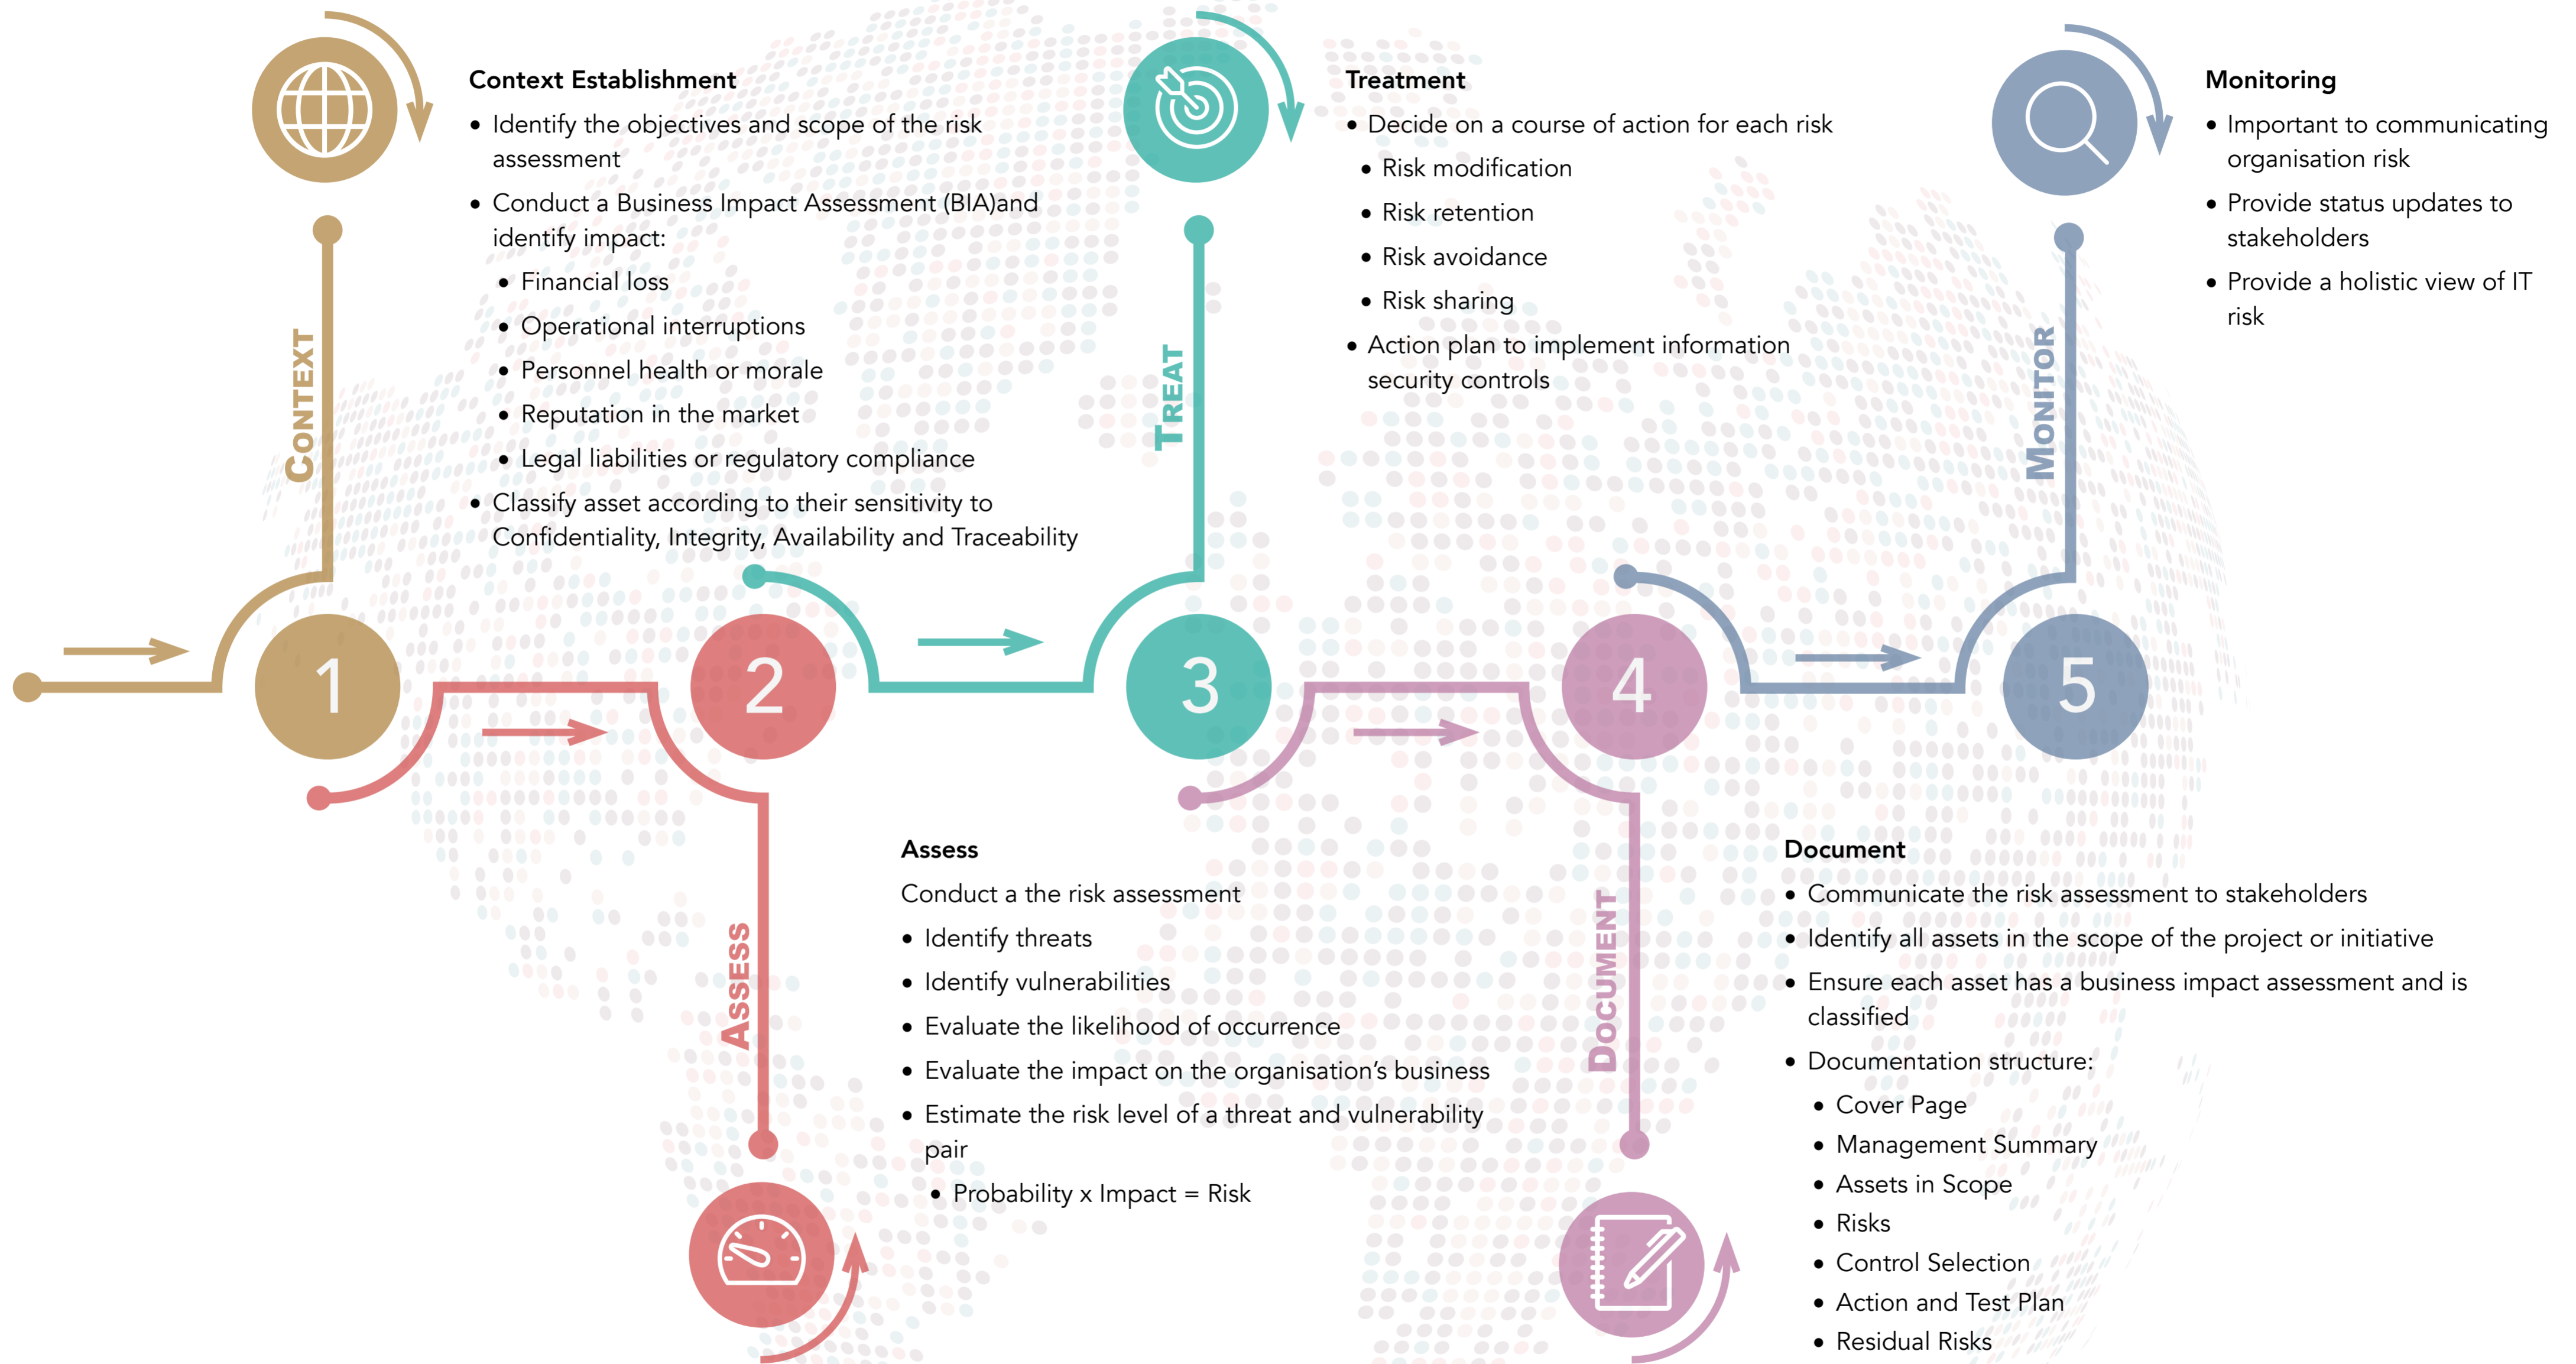 Context Establishment
• Identify the objectives and scope of the risk
assessment
• Conduct a Business Impact Assessment (BIA)and
identify impact:
• Financial loss
• Operational interruptions
• Personnel health or morale
• Reputation in the market
• Legal liabilities or regulatory compliance
• Classify asset according to their sensitivity to
Confidentiality, Integrity, Availability and Traceability
CONTEXT
1
Assess
Conduct a the risk assessment
• Identify threats
• Identify vulnerabilities
• Evaluate the likelihood of occurrence
• Evaluate the impact on the organisation’s business
• Estimate the risk level of a threat and vulnerability
pair
• Probability x Impact = Risk
ASSESS
2
Treatment
• Decide on a course of action for each risk
• Risk modification
• Risk retention
• Risk avoidance
• Risk sharing
• Action plan to implement information
security controls
TREAT
3
Document
• Communicate the risk assessment to stakeholders
• Identify all assets in the scope of the project or initiative
• Ensure each asset has a business impact assessment and is
classified
• Documentation structure:
• Cover Page
• Management Summary
• Assets in Scope
• Risks
• Control Selection
• Action and Test Plan
• Residual Risks
DOCUMENT
4
Monitoring
• Important to communicating
organisation risk
• Provide status updates to
stakeholders
• Provide a holistic view of IT
risk
MONITOR
5